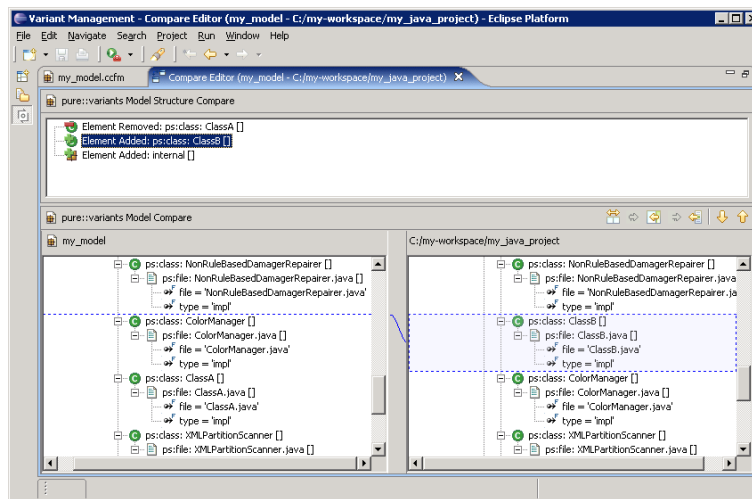 Variant Management - Compare Editor (my_model - C:/my-workspace/my_java_project) - Eclipse Platform
File Edit Navigate Search Project Run Window Help
my_model.ccfm
Compare Editor (my_model - C:/my-workspace/my_java_project)
pure::variants Model Structure Compare
Element Removed: ps:class: ClassA []
Element Added: ps:class: ClassB []
Element Added: internal []
pure::variants Model Compare
my_model
ps:class: NonRuleBasedDamagerRepairer []
ps:file: NonRuleBasedDamagerRepairer.java []
F file = 'NonRuleBasedDamagerRepairer.java'
F type = 'impl'
ps:class: ColorManager []
ps:file: ColorManager.java []
F file = 'ColorManager.java'
F type = 'impl'
ps:class: ClassA []
ps:file: ClassA.java []
F file = 'ClassA.java'
F type = 'impl'
ps:class: XMLPartitionScanner []
ps:file: XMLPartitionScanner.java []
C:/my-workspace/my_java_project
ps:class: NonRuleBasedDamagerRepairer []
ps:file: NonRuleBasedDamagerRepairer.java
F file = 'NonRuleBasedDamagerRepairer.ja
F type = 'impl'
ps:class: ClassB []
ps:file: ClassB.java []
F file = 'ClassB.java'
F type = 'impl'
ps:class: ColorManager []
ps:file: ColorManager.java []
F file = 'ColorManager.java'
F type = 'impl'
ps:class: XMLPartitionScanner []
ps:file: XMLPartitionScanner.java []